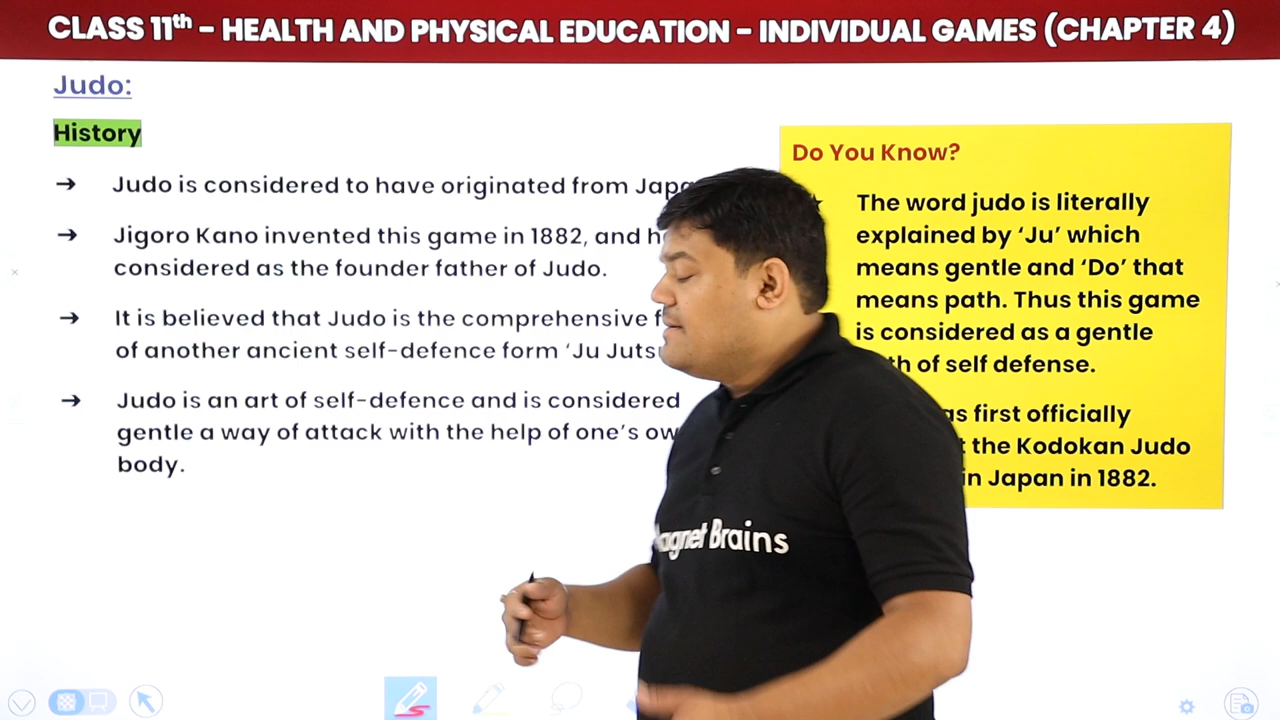 CLASS 11th - HEALTH AND PHYSICAL EDUCATION - INDIVIDUAL GAMES (CHAPTER 4)
Judo:
History
→ Judo is considered to have originated from
→ Jigoro Kano invented this game in 1882, and
considered as the founder father of Judo.
→ It is believed that Judo is the comprehensive
of another ancient self-defence form ‘Ju
→ Judo is an art of self-defence and is considered
gentle a way of attack with the help of one’s
body.
Do You Know?
The word judo is literally
explained by ‘Ju’ which
means gentle and ‘Do’ that
means path. Thus this game
is considered as a gentle
of self defense.
first officially
the Kodokan Judo
in Japan in 1882.
Brains